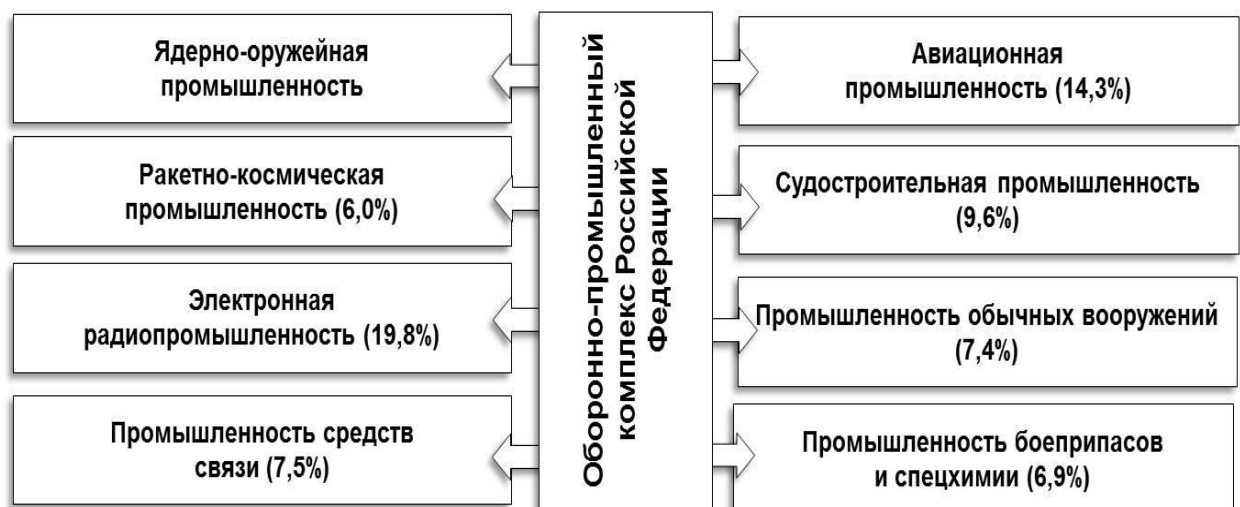 Ядерно-оружейная
промышленность
Ракетно-космическая
промышленность (6,0%)
Электронная
радиопромышленность (19,8%)
Промышленность средств
связи (7,5%)
Оборонно-промышленный
комплекс Российской
Федерации
Авиационная
промышленность (14,3%)
Судостроительная промышленность
(9,6%)
Промышленность обычных вооружений
(7,4%)
Промышленность боеприпасов
и спецхимии (6,9%)